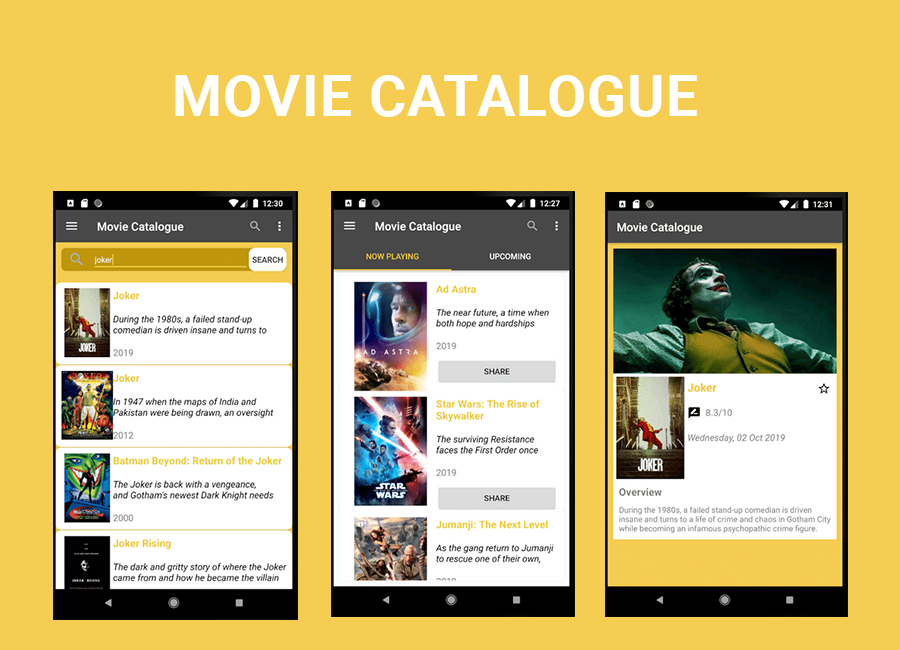 MOVIE CATALOGUE
12:30
Movie Catalogue
joker
SEARCH
Joker
During the 1980s, a failed stand-up
comedian is driven insane and turns to
2019
JOKER
Joker
In 1947 when the maps of India and
Pakistan were being drawn, an oversight
2012
Batman Beyond: Return of the Joker
The Joker is back with a vengeance,
and Gotham's newest Dark Knight needs
2000
Joker Rising
The dark and gritty story of where the Joker
came from and how he became the villain
JOKER RISING
12:27
Movie Catalogue
NOW PLAYING
UPCOMING
Ad Astra
The near future, a time when
both hope and hardships
2019
AD ASTRA
SHARE
Star Wars: The Rise of
Skywalker
The surviving Resistance
faces the First Order once
2019
STAR
WARS
SHARE
Jumanji: The Next Level
As the gang return to Jumanji
to rescue one of their own,
12:31
Movie Catalogue
Joker
8.3/10
Wednesday, 02 Oct 2019
JOKER
Overview
During the 1980s, a failed stand-up comedian is driven
insane and turns to a life of crime and chaos in Gotham City
while becoming an infamous psychopathic crime figure.